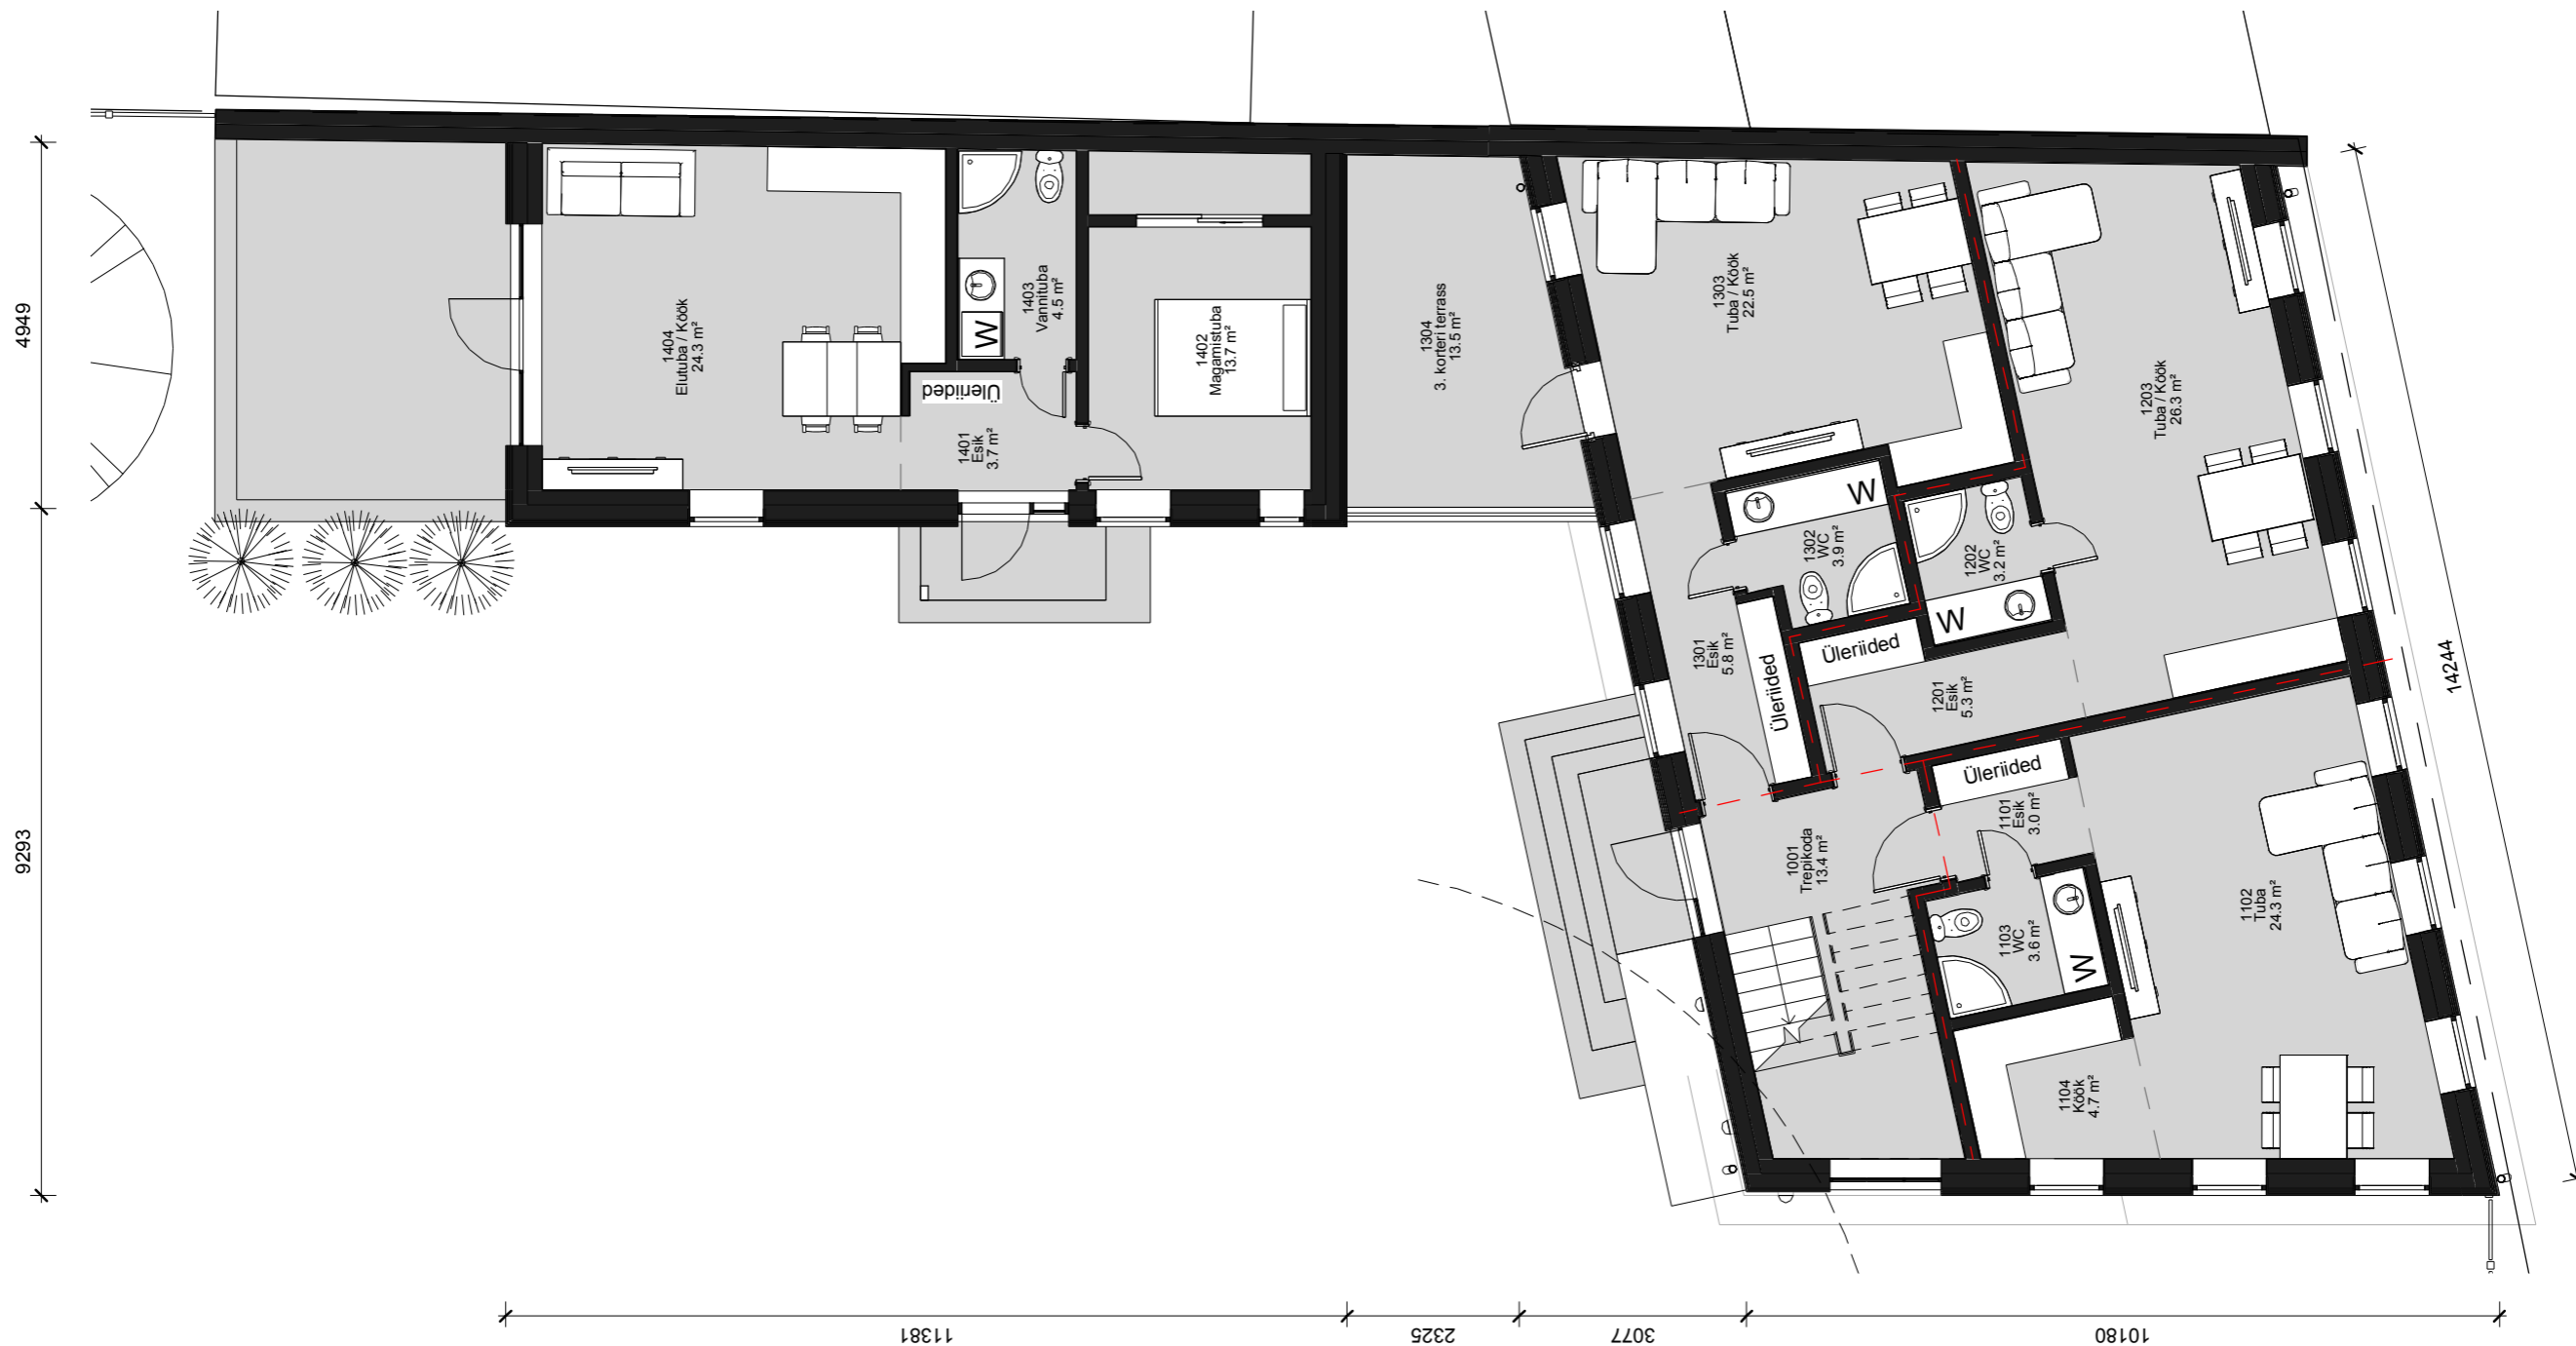 1404
Elutuba / Köök
24.3 m²
W
1403
Vannituba
4.5 m²
Üleriided
1401
Esik
3.7 m²
1402
Magamistuba
13.7 m²
1304
3. korteri terrass
13.5 m²
1303
Tuba / Köök
22.5 m²
1203
Tuba / Köök
26.3 m²
W
1302
WC
3.9 m²
1202
WC
3.2 m²
W
1301
Esik
5.8 m²
Üleriided
Üleriided
1201
Esik
5.3 m²
Üleriided
1101
Esik
3.0 m²
1001
Trepikoda
13.4 m²
1102
Tuba
24.3 m²
1103
WC
3.6 m²
W
1104
Köök
4.7 m²
4949
9293
14244
11381
2325
3077
10180